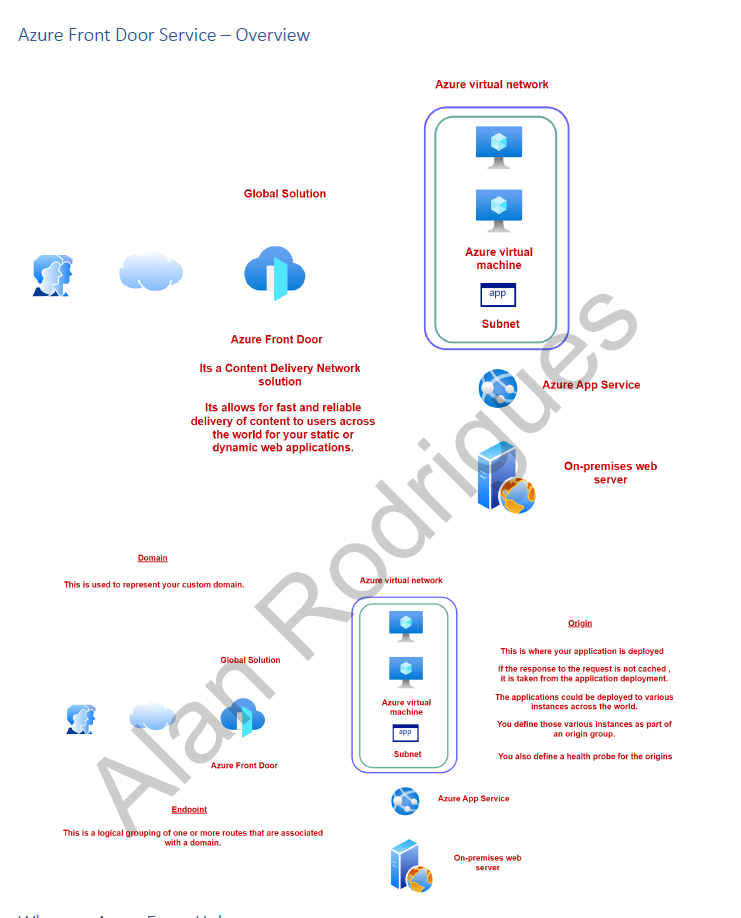 Azure Front Door Service – Overview
Azure virtual network
Global Solution
Azure virtual
machine
app
Subnet
Azure Front Door
Its a Content Delivery Network
solution
Its allows for fast and reliable
delivery of content to users across
the world for your static or
dynamic web applications.
Azure App Service
On-premises web
server
Alan Rodrigues
Domain
This is used to represent your custom domain.
Azure virtual network
Global Solution
Azure virtual
machine
app
Subnet
Azure Front Door
Origin
This is where your application is deployed
If the response to the request is not cached ,
it is taken from the application deployment.
The applications could be deployed to various
instances across the world.
You define those various instances as part of
an origin group.
You also define a health probe for the origins
Endpoint
This is a logical grouping of one or more routes that are associated
with a domain.
Azure App Service
On-premises web
server